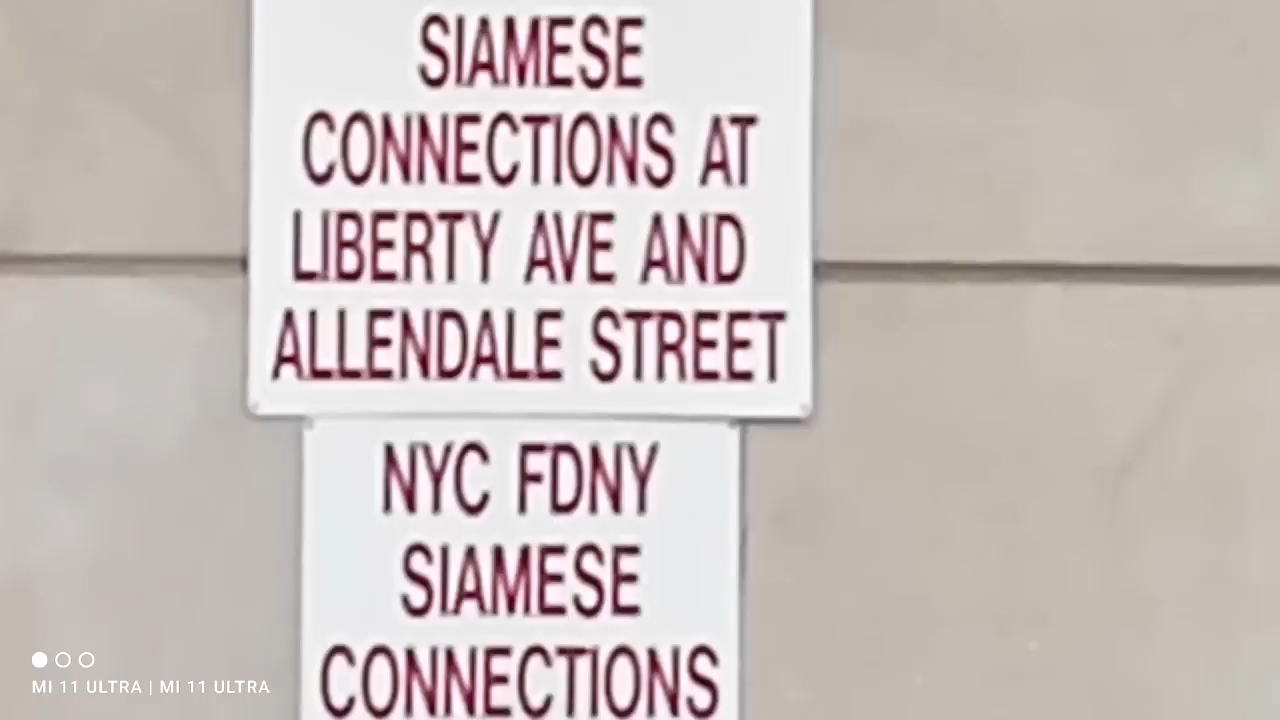 SIAMESE
CONNECTIONS AT
LIBERTY AVE AND
ALLENDALE STREET
NYC FDNY
SIAMESE
CONNECTIONS
MI 11 ULTRA | MI 11 ULTRA